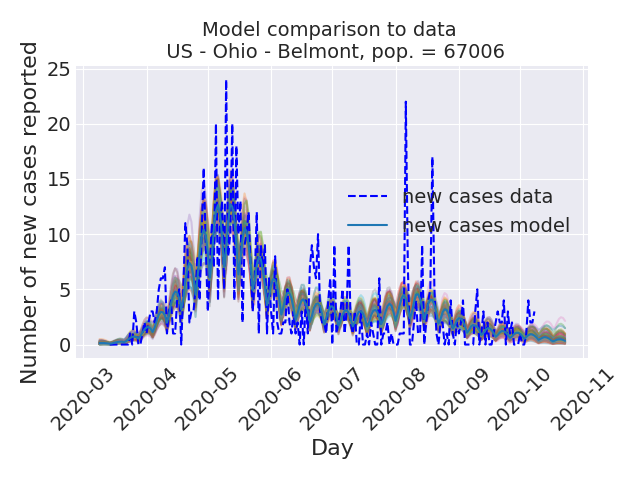 Model comparison to data
US - Ohio - Belmont, pop. = 67006
Number of new cases reported
25
20
15
10
5
0
new cases data
new cases model
2020-03
2020-04
2020-05
2020-06
2020-07
2020-08
2020-09
2020-10
2020-11
Day